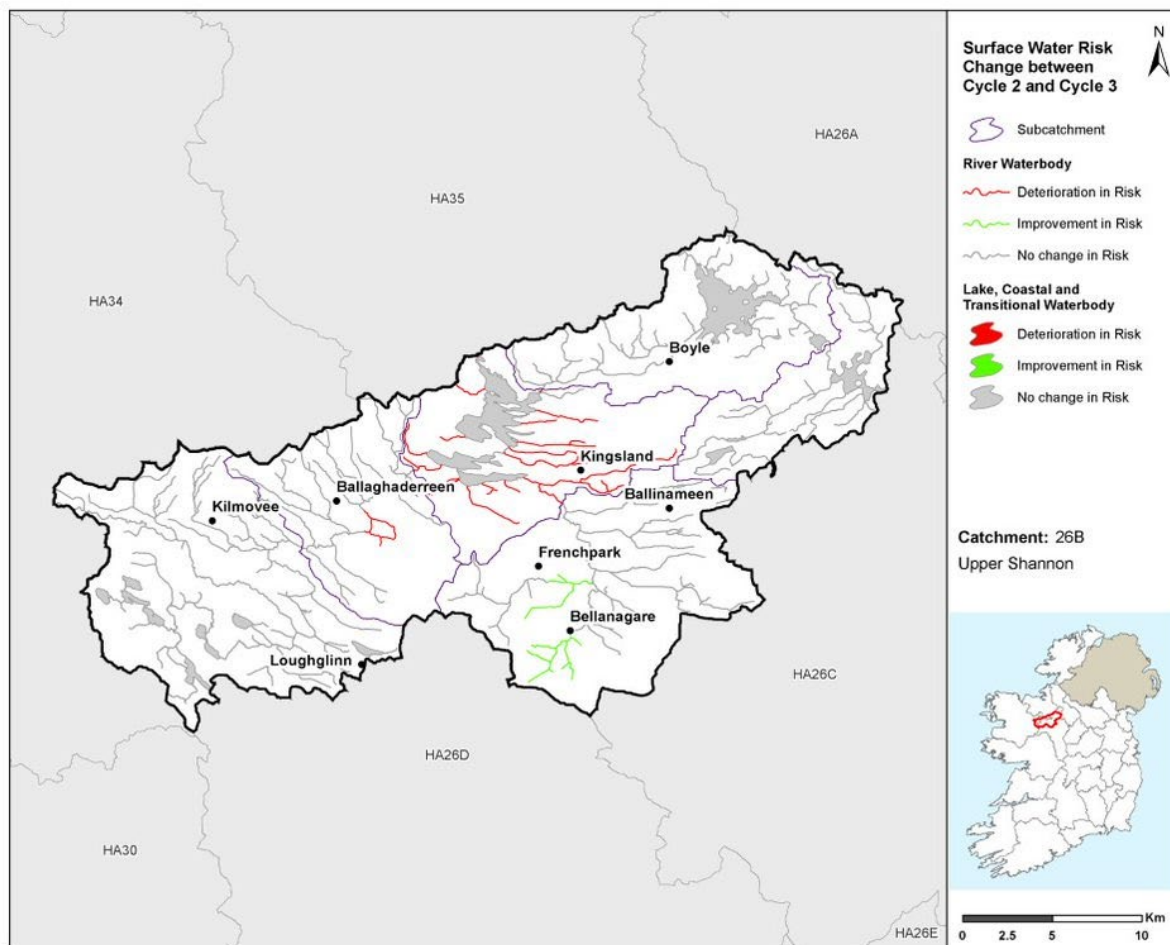 HA26A
HA35
HA34
Boyle
Kingsland
Ballaghaderreen
Ballinameen
Kilmovee
Frenchpark
Bellanagare
Loughglinn
HA26C
HA26D
HA30
HA26E
N
Surface Water Risk
Change between
Cycle 2 and Cycle 3
Subcatchment
River Waterbody
Deterioration in Risk
Improvement in Risk
No change in Risk
Lake, Coastal and
Transitional Waterbody
Deterioration in Risk
Improvement in Risk
No change in Risk
Catchment: 26B
Upper Shannon
Km
0 2.5 5 10